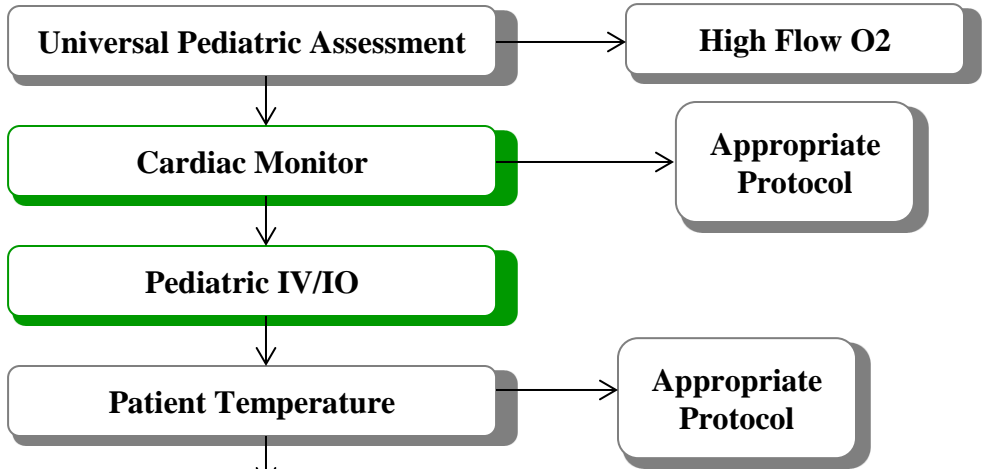 Universal Pediatric Assessment
High Flow O2
Cardiac Monitor
Appropriate
Protocol
Pediatric IV/IO
Patient Temperature
Appropriate
Protocol